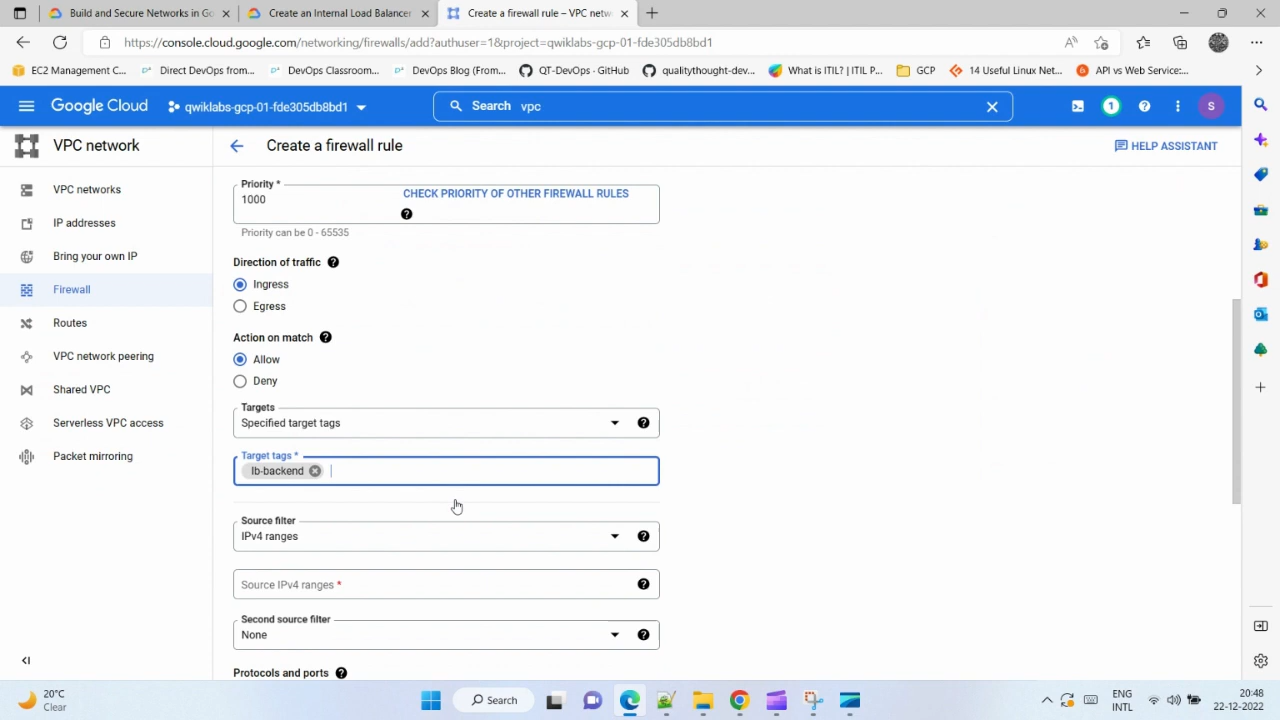 Build and Secure Networks in Go
Create an Internal Load Balancer
Create a firewall rule – VPC netw
https://console.cloud.google.com/networking/firewalls/add?authuser=1&project=qwiklabs-gcp-01-fde305db8bd1
EC2 Management C...
Direct DevOps from...
DevOps Classroom...
DevOps Blog (From...
QT-DevOps · GitHub
qualitythought-dev...
What is ITIL? | ITIL P...
GCP
14 Useful Linux Net...
API vs Web Service:...
Google Cloud
qwiklabs-gcp-01-fde305db8bd1
Search vpc
1
S
VPC network
Create a firewall rule
HELP ASSISTANT
VPC networks
IP addresses
Bring your own IP
Firewall
Routes
VPC network peering
Shared VPC
Serverless VPC access
Packet mirroring
Priority *
1000
CHECK PRIORITY OF OTHER FIREWALL RULES
Priority can be 0 - 65535
Direction of traffic
Ingress
Egress
Action on match
Allow
Deny
Targets
Specified target tags
Target tags *
lb-backend
Source filter
IPv4 ranges
Source IPv4 ranges *
Second source filter
None
Protocols and ports
20°C
Clear
Search
ENG
INTL
20:48
22-12-2022